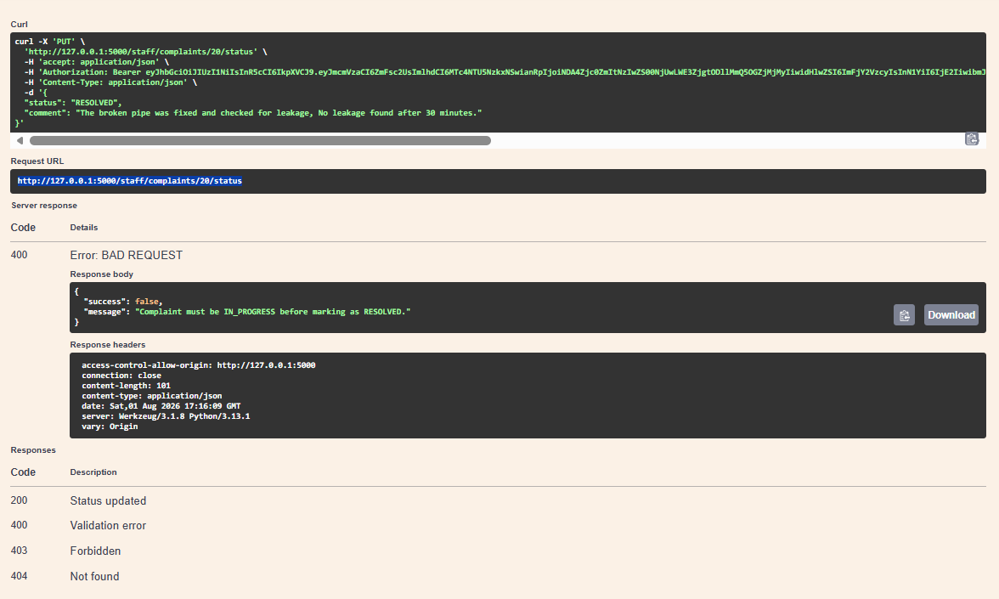 Curl
curl -X 'PUT' \
'http://127.0.0.1:5000/staff/complaints/20/status' \
-H 'accept: application/json' \
-H 'Authorization: Bearer
-H 'Content-Type: application/json' \
-d '{
"status": "RESOLVED",
"comment": "The broken pipe was fixed and checked for leakage, No leakage found after 30 minutes."
}'
Request URL
http://127.0.0.1:5000/staff/complaints/20/status
Server response
Code Details
400 Error: BAD REQUEST
Response body
{
"success": false,
"message": "Complaint must be IN_PROGRESS before marking as RESOLVED."
}
Download
Response headers
access-control-allow-origin: http://127.0.0.1:5000
connection: close
content-length: 101
content-type: application/json
date: Sat,01 Aug 2026 17:16:09 GMT
server: Werkzeug/3.1.8 Python/3.13.1
vary: Origin
Responses
Code Description
200 Status updated
400 Validation error
403 Forbidden
404 Not found